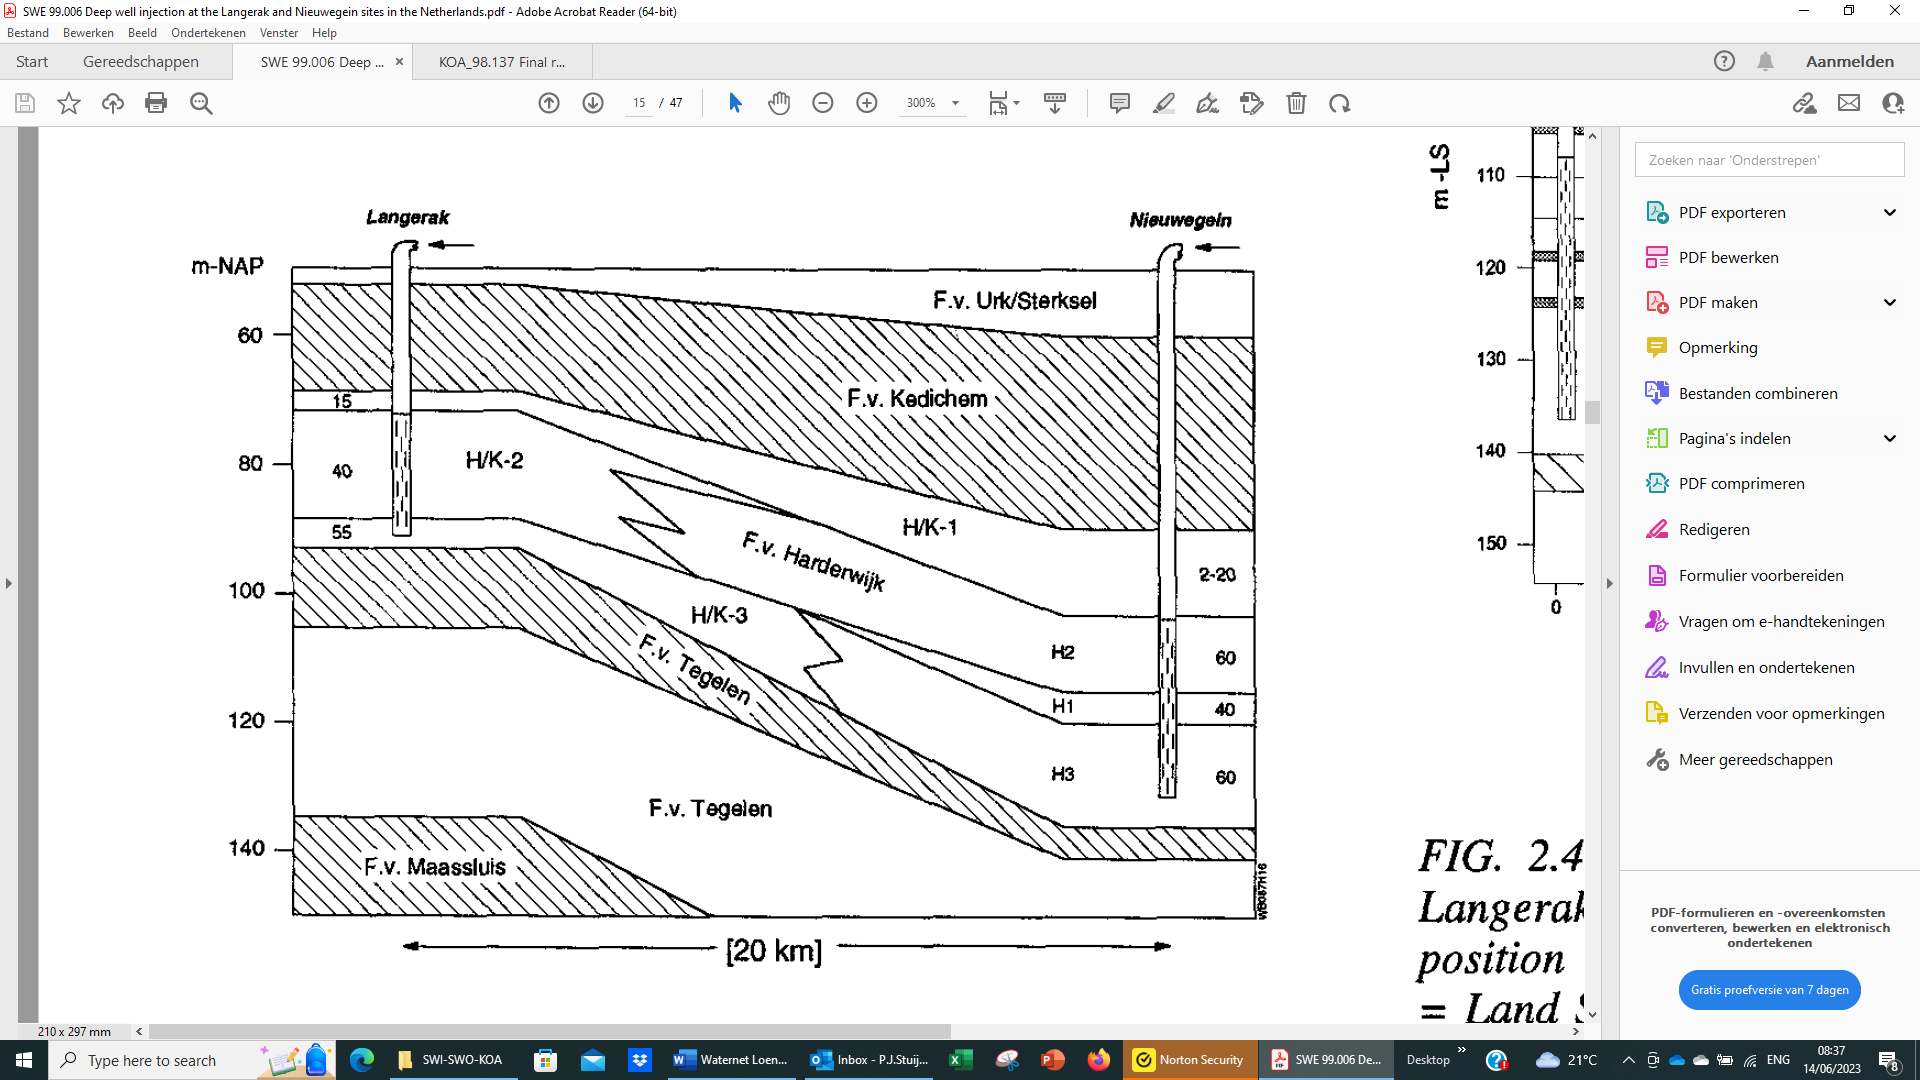 SWE 99.006 Deep well injection at the Langerak and Nieuwegein sites in the Netherlands.pdf - Adobe Acrobat Reader (64-bit)
Bestand Bewerken Beeld Ondertekenen Venster Help
Start Gereedschappen SWE 99.006 Deep ... × KOA_98.137 Final r... Aanmelden
15 / 47 300%
Langerak
Nieuwegein
m-NAP
60
80
100
120
140
F.v. Urk/Sterksel
F.v. Kedichem
15
40
55
H/K-2
H/K-1
F.v. Harderwijk
H/K-3
F.v. Tegelen
2-20
H2
60
H1
40
H3
60
F.v. Tegelen
F.v. Maassluis
WB087H16
[20 km]
m -LS
110
120
130
140
150
0
FIG. 2.4
Langerak
position
= Land S
210 x 297 mm
Zoeken naar 'Onderstrepen'
PDF exporteren
PDF bewerken
PDF maken
Opmerking
Bestanden combineren
Pagina's indelen
PDF comprimeren
Redigeren
Formulier voorbereiden
Vragen om e-handtekeningen
Invullen en ondertekenen
Verzenden voor opmerkingen
Meer gereedschappen
PDF-formulieren en -overeenkomsten
converteren, bewerken en elektronisch
ondertekenen
Gratis proefversie van 7 dagen
Type here to search SWI-SWO-KOA Waternet Loen... Inbox - P.J.Stuij... Norton Security SWE 99.006 De... Desktop 21°C ENG 08:37
14/06/2023
8